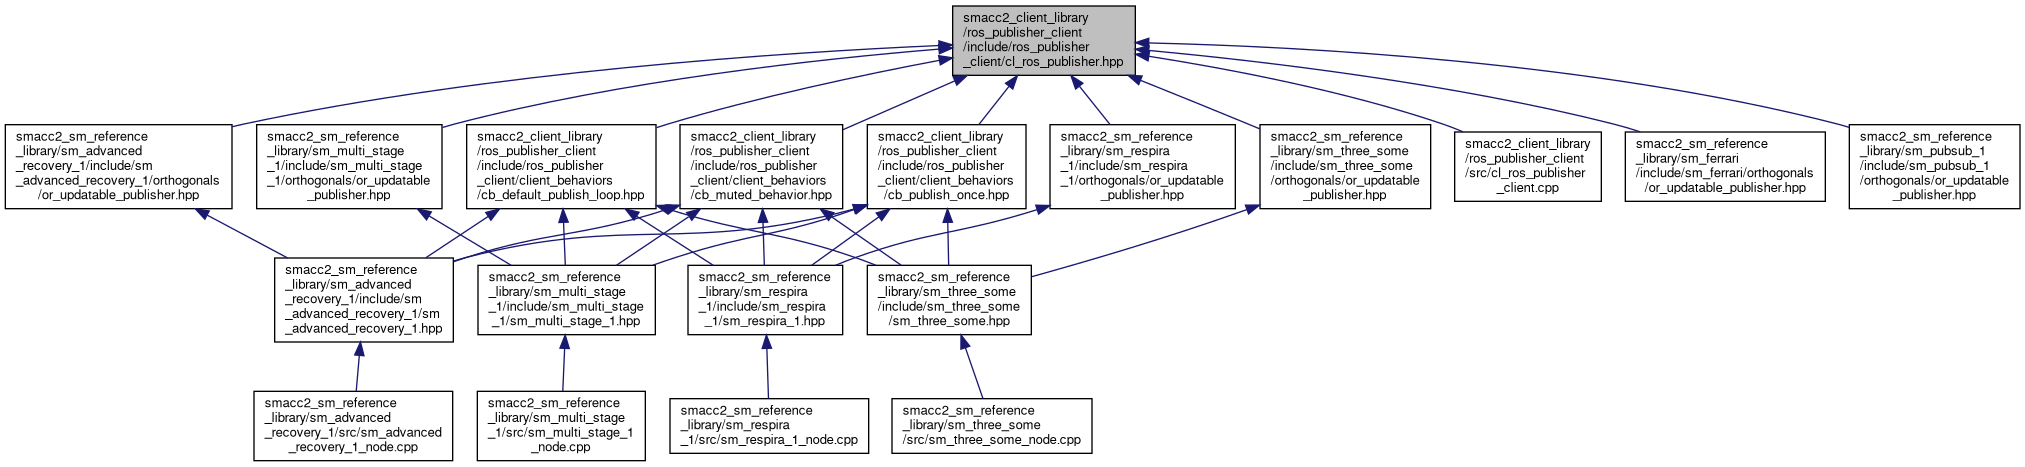 smacc2_client_library
/ros_publisher_client
/include/ros_publisher
_client/cl_ros_publisher.hpp
smacc2_sm_reference
_library/sm_advanced
_recovery_1/include/sm
_advanced_recovery_1/orthogonals
/or_updatable_publisher.hpp
smacc2_sm_reference
_library/sm_multi_stage
_1/include/sm_multi_stage
_1/orthogonals/or_updatable
_publisher.hpp
smacc2_client_library
/ros_publisher_client
/include/ros_publisher
_client/client_behaviors
/cb_default_publish_loop.hpp
smacc2_client_library
/ros_publisher_client
/include/ros_publisher
_client/client_behaviors
/cb_muted_behavior.hpp
smacc2_client_library
/ros_publisher_client
/include/ros_publisher
_client/client_behaviors
/cb_publish_once.hpp
smacc2_sm_reference
_library/sm_respira
_1/include/sm_respira
_1/orthogonals/or_updatable
_publisher.hpp
smacc2_sm_reference
_library/sm_three_some
/include/sm_three_some
/orthogonals/or_updatable
_publisher.hpp
smacc2_client_library
/ros_publisher_client
/src/cl_ros_publisher
_client.cpp
smacc2_sm_reference
_library/sm_ferrari
/include/sm_ferrari/orthogonals
/or_updatable_publisher.hpp
smacc2_sm_reference
_library/sm_pubsub_1
/include/sm_pubsub_1
/orthogonals/or_updatable
_publisher.hpp
smacc2_sm_reference
_library/sm_advanced
_recovery_1/include/sm
_advanced_recovery_1/sm
_advanced_recovery_1.hpp
smacc2_sm_reference
_library/sm_multi_stage
_1/include/sm_multi_stage
_1/sm_multi_stage_1.hpp
smacc2_sm_reference
_library/sm_respira
_1/include/sm_respira
_1/sm_respira_1.hpp
smacc2_sm_reference
_library/sm_three_some
/include/sm_three_some
/sm_three_some.hpp
smacc2_sm_reference
_library/sm_advanced
_recovery_1/src/sm_advanced
_recovery_1_node.cpp
smacc2_sm_reference
_library/sm_multi_stage
_1/src/sm_multi_stage_1
_node.cpp
smacc2_sm_reference
_library/sm_respira
_1/src/sm_respira_1_node.cpp
smacc2_sm_reference
_library/sm_three_some
/src/sm_three_some_node.cpp